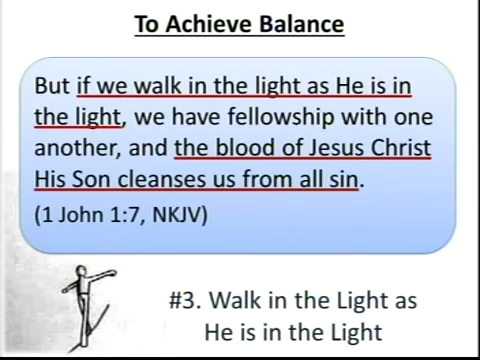 To Achieve Balance
But if we walk in the light as He is in
the light, we have fellowship with one
another, and the blood of Jesus Christ
His Son cleanses us from all sin.
(1 John 1:7, NKJV)
#3. Walk in the Light as
He is in the Light